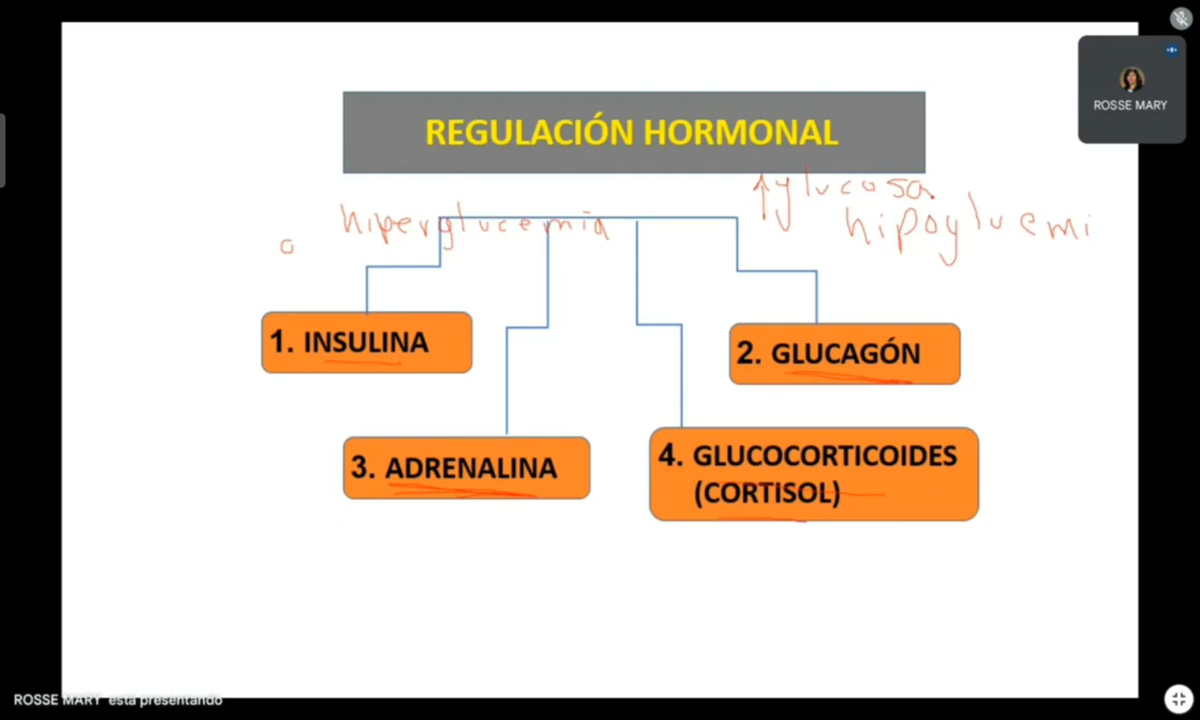 ROSSE MARY
REGULACIÓN HORMONAL
↑glucosa
hiperglucemia
hipogluemi
o
1. INSULINA
2. GLUCAGÓN
3. ADRENALINA
4. GLUCOCORTICOIDES
(CORTISOL)
ROSSE MARY está presentando